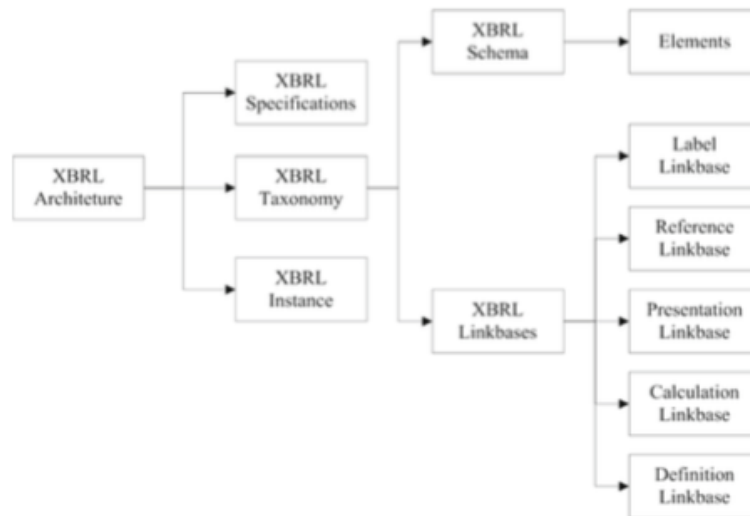 XBRL
Schema
Elements
XBRL
Specifications
Label
Linkbase
XBRL
Architeture
XBRL
Taxonomy
Reference
Linkbase
XBRL
Instance
XBRL
Linkbases
Presentation
Linkbase
Calculation
Linkbase
Definition
Linkbase